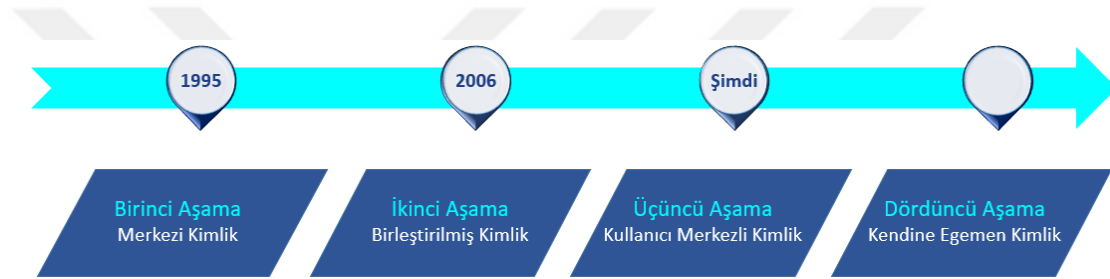 1995
2006
Şimdi
Birinci Aşama
Merkezi Kimlik
İkinci Aşama
Birleştirilmiş Kimlik
Üçüncü Aşama
Kullanıcı Merkezli Kimlik
Dördüncü Aşama
Kendine Egemen Kimlik